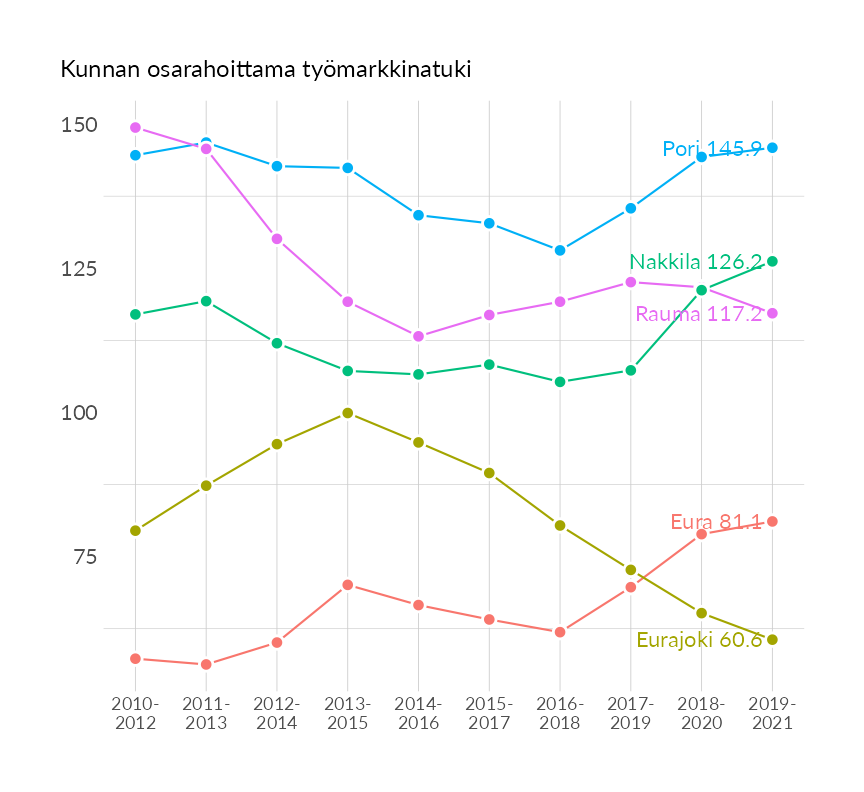 Kunnan osarahoittama työmarkkinatuki
150
125
100
75
Pori 145.9
Nakkila 126.2
Rauma 117.2
Eura 81.1
Eurajoki 60.6
2010- 2011- 2012- 2013- 2014- 2015- 2016- 2017- 2018- 2019-
2012 2013 2014 2015 2016 2017 2018 2019 2020 2021